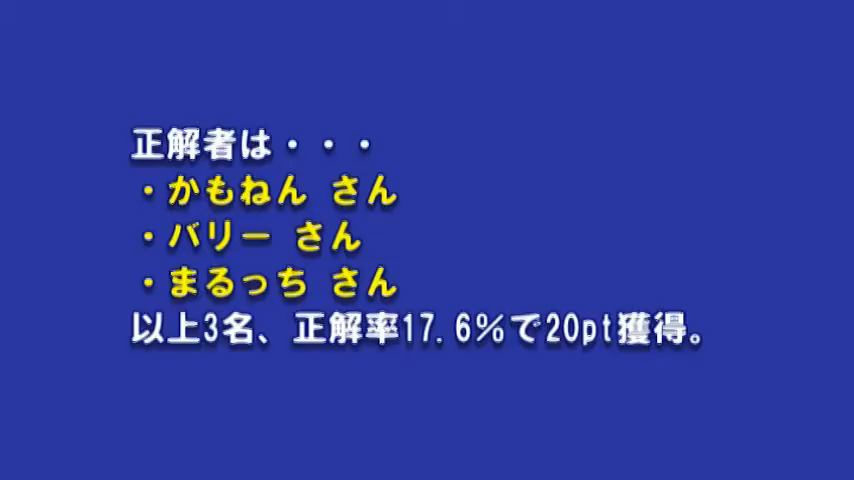 正解者は・・・
・かもねん さん
・バリー さん
・まるっち さん
以上3名、正解率17.6％で20pt獲得。